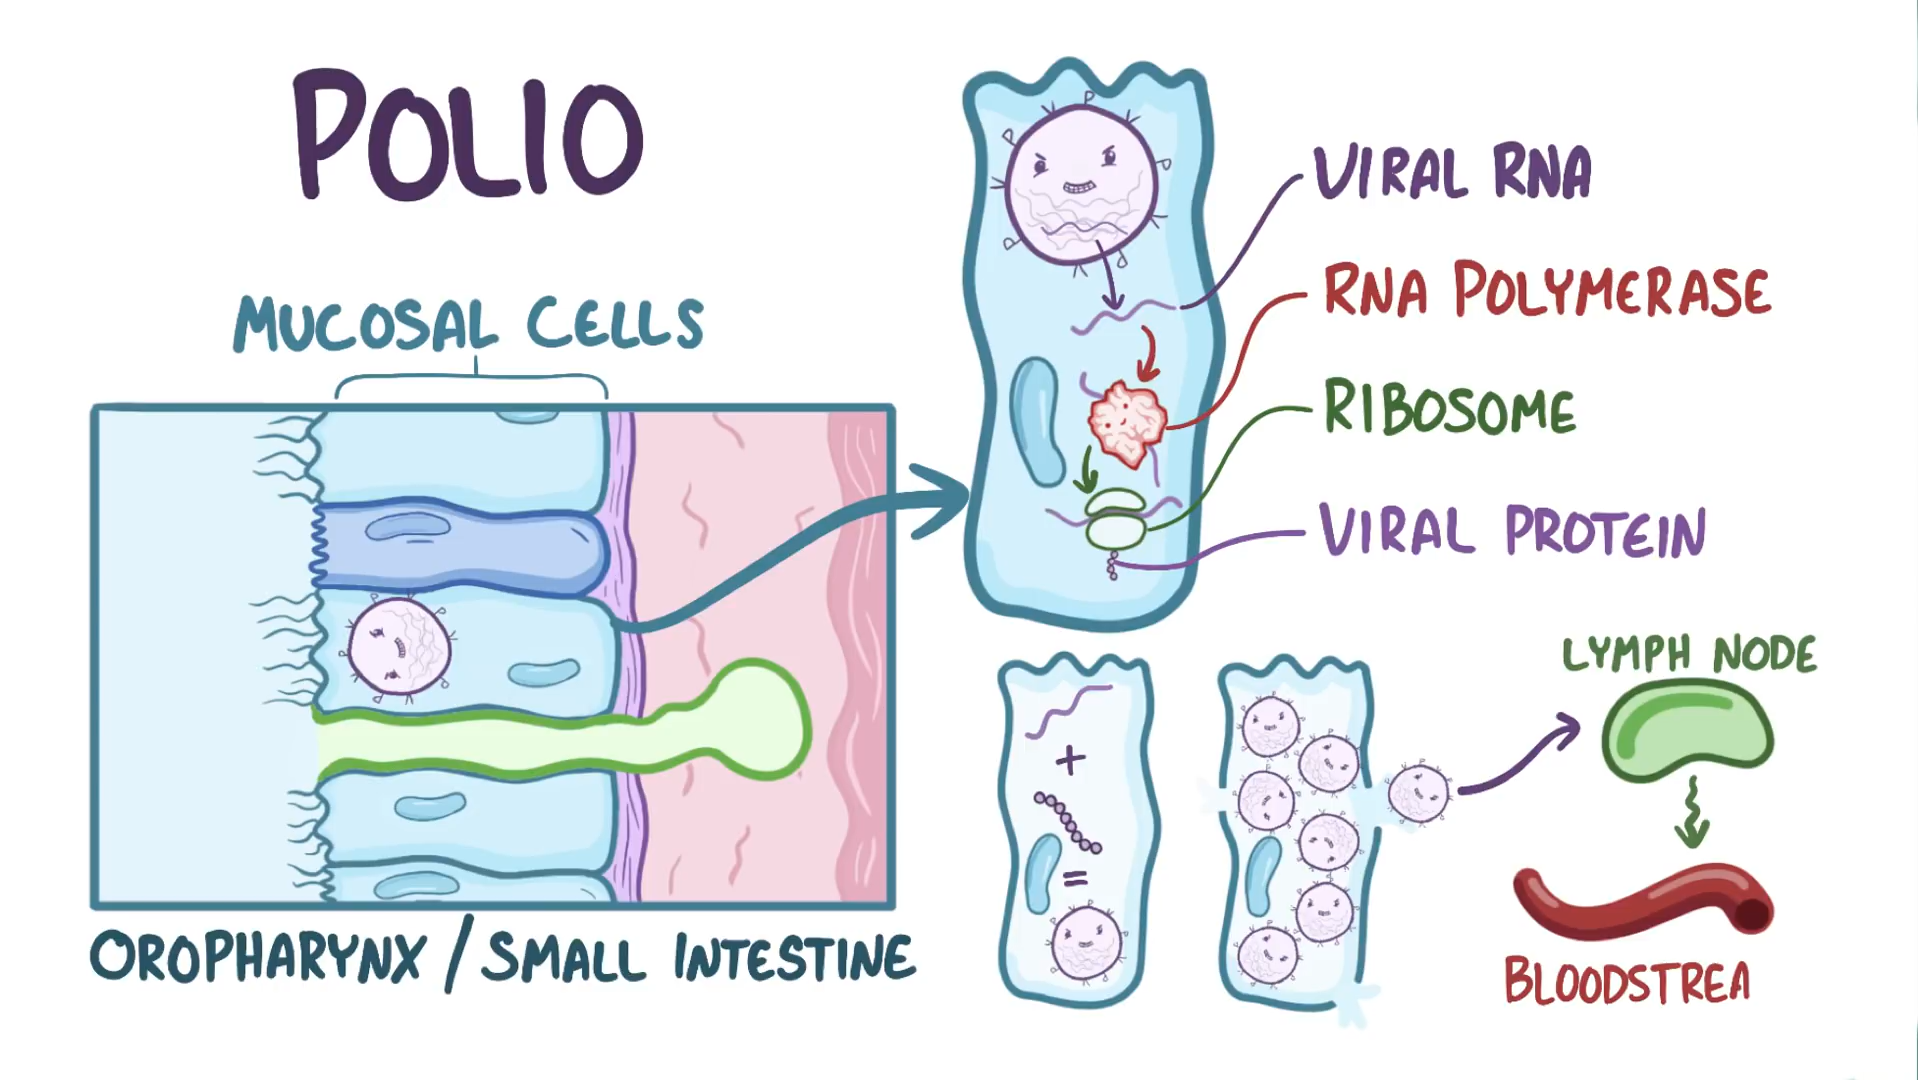 POLIO
MUCOSAL CELLS
OROPHARYNX / SMALL INTESTINE
VIRAL RNA
RNA POLYMERASE
RIBOSOME
VIRAL PROTEIN
+
=
LYMPH NODE
BLOODSTREA